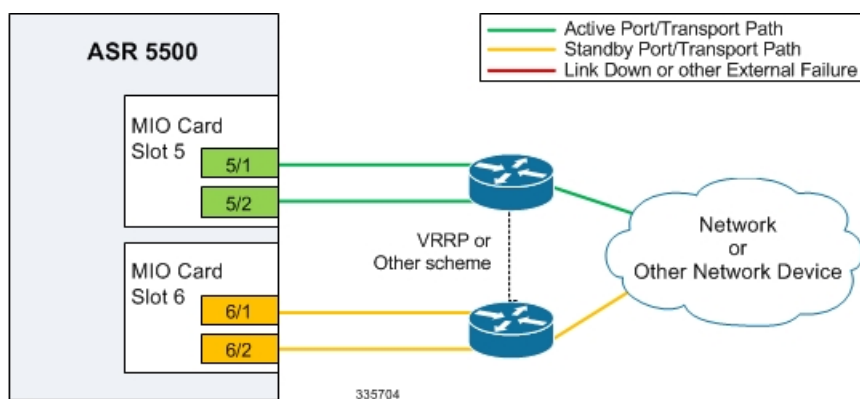 ASR 5500
Active Port/Transport Path
Standby Port/Transport Path
Link Down or other External Failure
MIO Card
Slot 5
5/1
5/2
MIO Card
Slot 6
6/1
6/2
VRRP or
Other scheme
Network
or
Other Network Device
335704